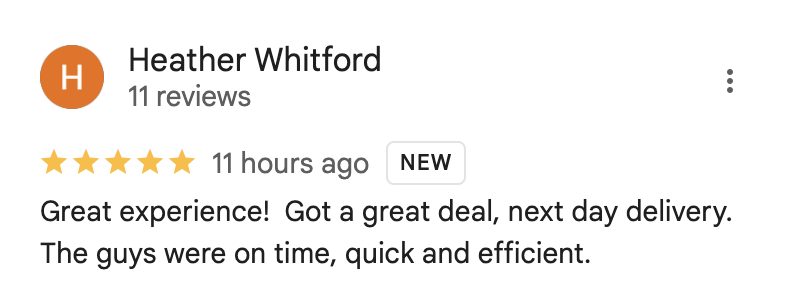 H
Heather Whitford
11 reviews
11 hours ago NEW
Great experience!  Got a great deal, next day delivery.
The guys were on time, quick and efficient.